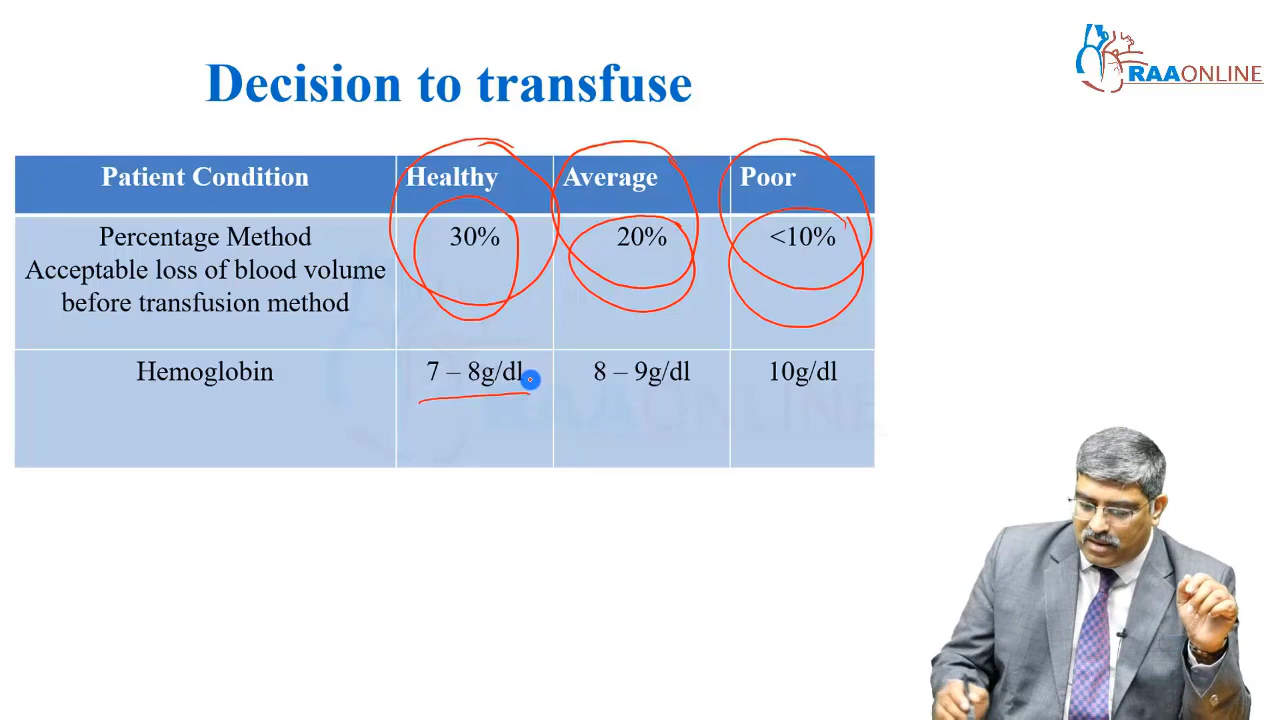 RAAONLINE
Decision to transfuse
Patient Condition Healthy Average Poor
Percentage Method 30% 20% <10%
Acceptable loss of blood volume
before transfusion method
Hemoglobin 7 – 8g/dl 8 – 9g/dl 10g/dl
RAAONLINE